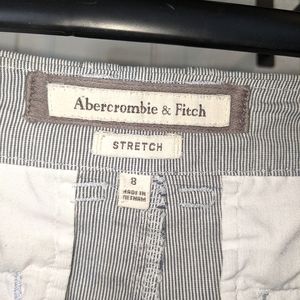 Abercrombie & Fitch
STRETCH
8
MADE IN
VIETNAM